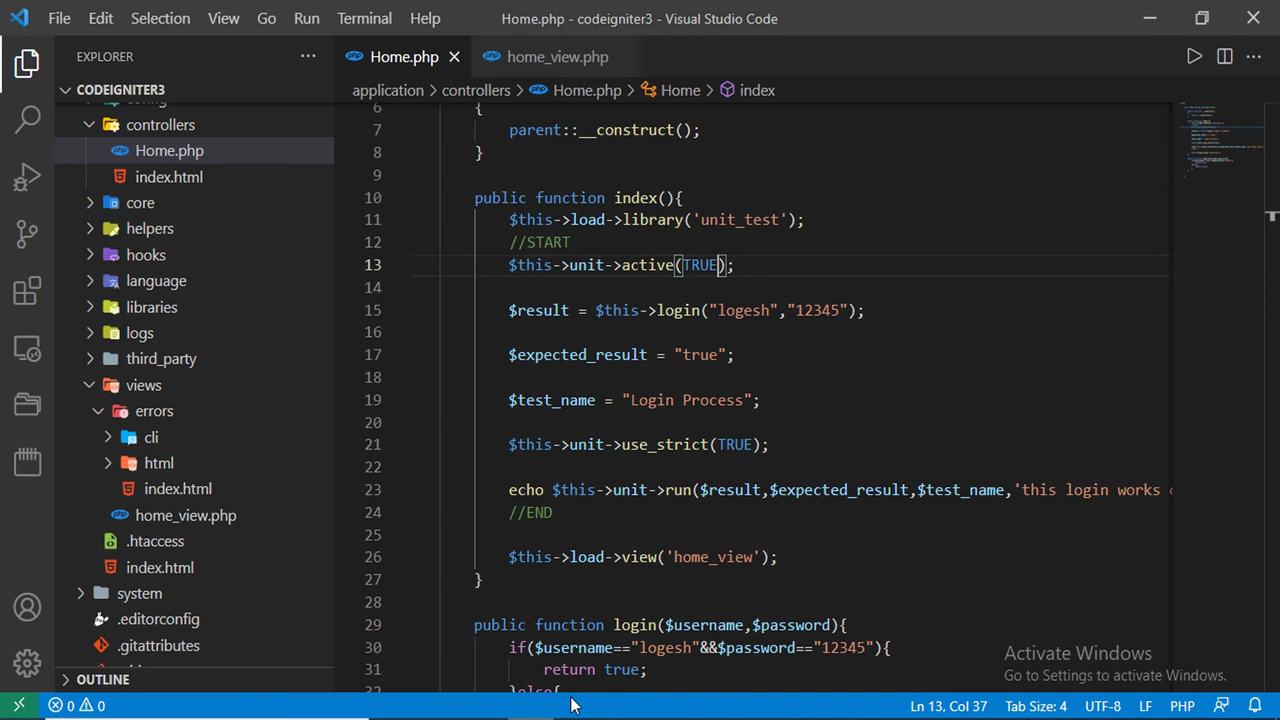 File Edit Selection View Go Run Terminal Help Home.php - codeigniter3 - Visual Studio Code
EXPLORER
Home.php home_view.php
CODEIGNITER3
application > controllers > Home.php > Home > index
config
controllers
Home.php
index.html
core
helpers
hooks
language
libraries
logs
third_party
views
errors
cli
html
index.html
home_view.php
.htaccess
index.html
system
.editorconfig
.gitattributes
OUTLINE
6 {
7 parent::__construct();
8 }
9
10 public function index(){
11 $this->load->library('unit_test');
12 //START
13 $this->unit->active(TRUE);
14
15 $result = $this->login("logesh","12345");
16
17 $expected_result = "true";
18
19 $test_name = "Login Process";
20
21 $this->unit->use_strict(TRUE);
22
23 echo $this->unit->run($result,$expected_result,$test_name,'this login works
24 //END
25
26 $this->load->view('home_view');
27 }
28
29 public function login($username,$password){
30 if($username=="logesh"&&$password=="12345"){
31 return true;
32 }else{
Activate Windows
Go to Settings to activate Windows.
0 0 Ln 13, Col 37 Tab Size: 4 UTF-8 LF PHP